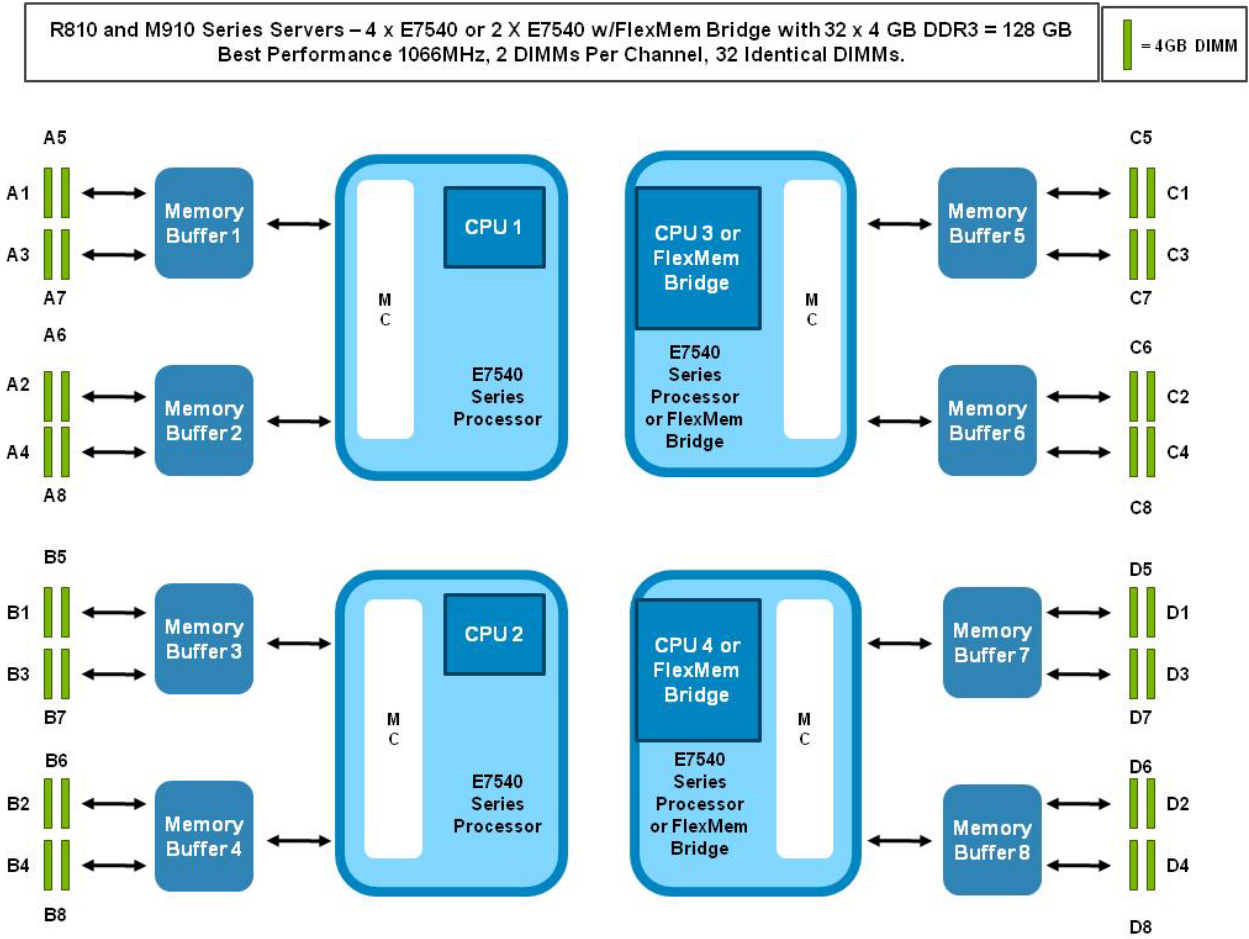 R810 and M910 Series Servers – 4 x E7540 or 2 X E7540 w/FlexMem Bridge with 32 x 4 GB DDR3 = 128 GB
Best Performance 1066MHz, 2 DIMMs Per Channel, 32 Identical DIMMs.
= 4GB DIMM
A5
A1
A3
A7
Memory
Buffer 1
A6
A2
A4
A8
Memory
Buffer 2
M
C
CPU 1
E7540
Series
Processor
CPU 3 or
FlexMem
Bridge
E7540
Series
Processor
or FlexMem
Bridge
M
C
Memory
Buffer 5
C5
C1
C3
C7
Memory
Buffer 6
C6
C2
C4
C8
B5
B1
B3
B7
Memory
Buffer 3
B6
B2
B4
B8
Memory
Buffer 4
M
C
CPU 2
E7540
Series
Processor
CPU 4 or
FlexMem
Bridge
E7540
Series
Processor
or FlexMem
Bridge
M
C
Memory
Buffer 7
D5
D1
D3
D7
Memory
Buffer 8
D6
D2
D4
D8